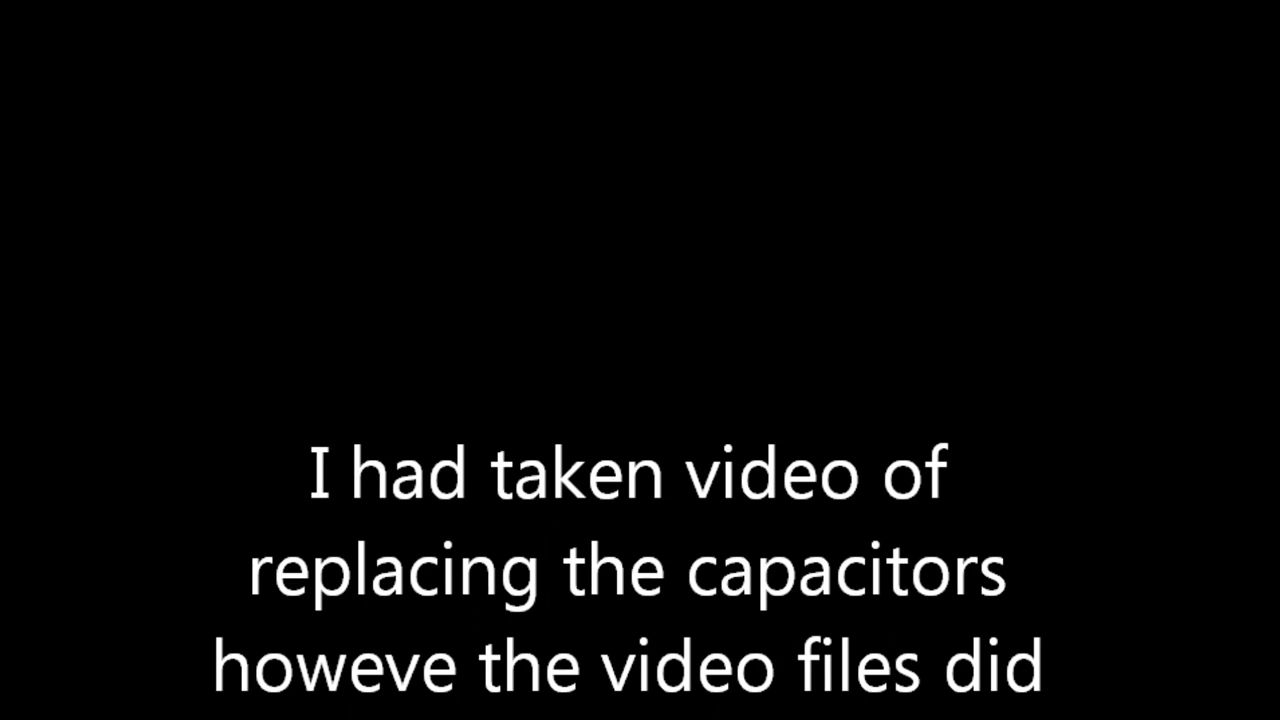 I had taken video of
replacing the capacitors
howeve the video files did